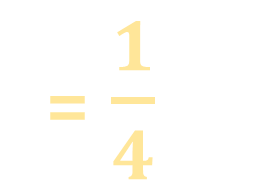 = 1/4